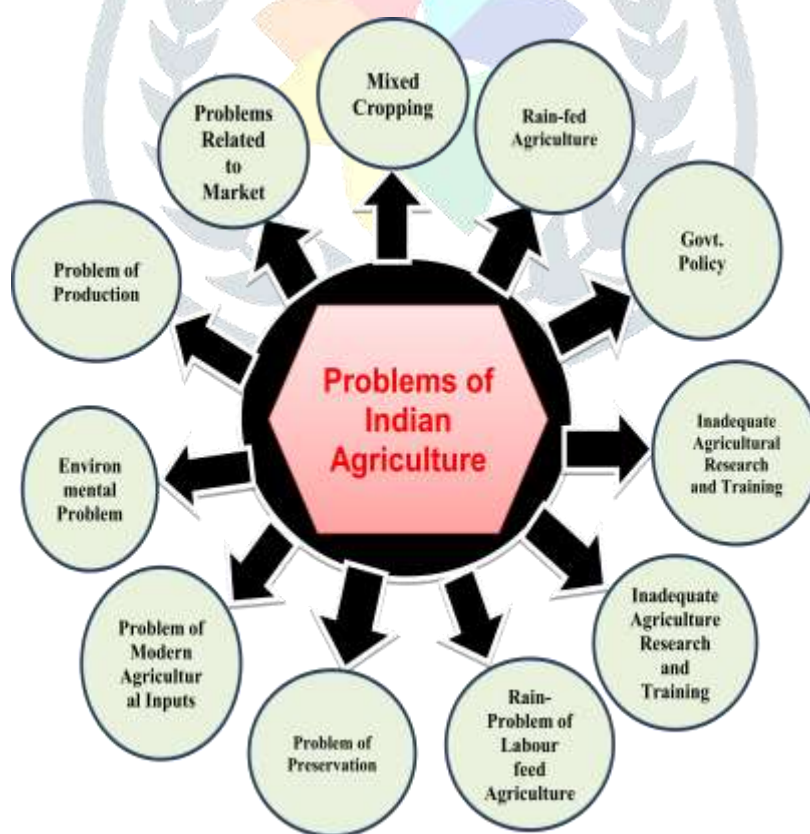 Problems of
Indian
Agriculture
Mixed
Cropping
Rain-fed
Agriculture
Govt.
Policy
Inadequate
Agricultural
Research
and Training
Inadequate
Agriculture
Research
and
Training
Rain-
Problem of
Labour
feed
Agriculture
Problem of
Preservation
Problem of
Modern
Agricultur
al Inputs
Environ
mental
Problem
Problem of
Production
Problems
Related
to
Market